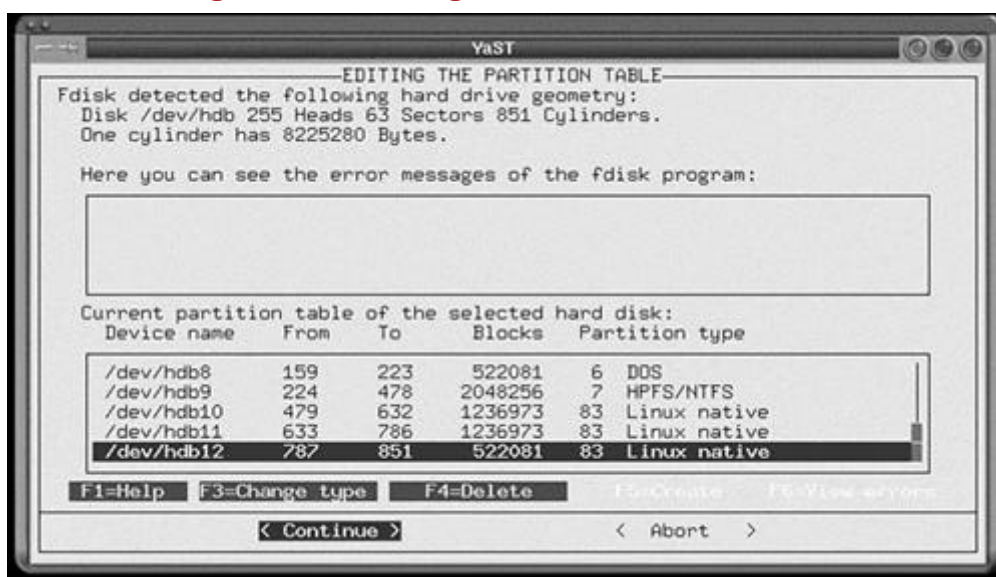 YaST
EDITING THE PARTITION TABLE
Fdisk detected the following hard drive geometry:
Disk /dev/hdb 255 Heads 63 Sectors 851 Cylinders.
One cylinder has 8225280 Bytes.
Here you can see the error messages of the fdisk program:
Current partition table of the selected hard disk:
Device name From To Blocks Partition type
/dev/hdb8 159 223 522081 6 DOS
/dev/hdb9 224 478 2048256 7 HPFS/NTFS
/dev/hdb10 479 632 1236973 83 Linux native
/dev/hdb11 633 786 1236973 83 Linux native
/dev/hdb12 787 851 522081 83 Linux native
F1=Help F3=Change type F4=Delete F5=Create F6=View errors
< Continue > < Abort >